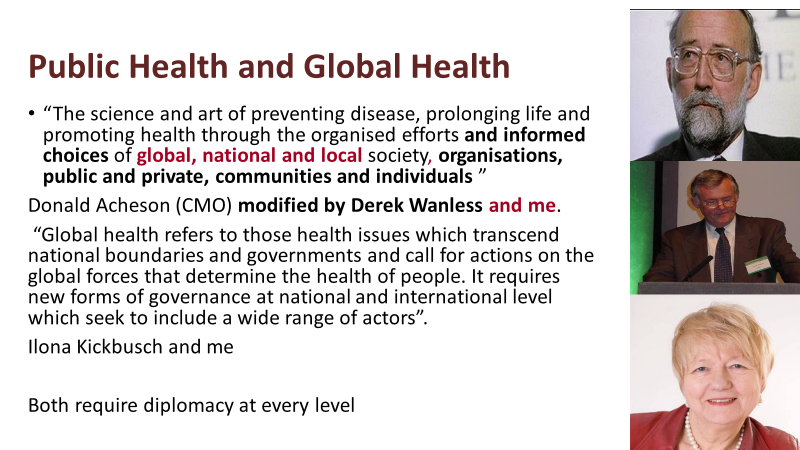 Public Health and Global Health
• “The science and art of preventing disease, prolonging life and
promoting health through the organised efforts and informed
choices of global, national and local society, organisations,
public and private, communities and individuals ”
Donald Acheson (CMO) modified by Derek Wanless and me.
“Global health refers to those health issues which transcend
national boundaries and governments and call for actions on the
global forces that determine the health of people. It requires
new forms of governance at national and international level
which seek to include a wide range of actors”.
Ilona Kickbusch and me
Both require diplomacy at every level